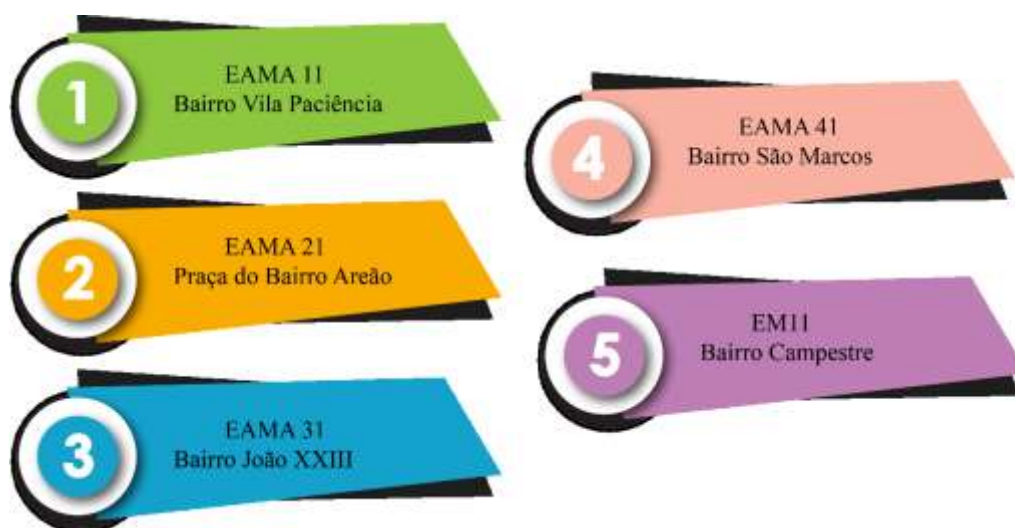 1
EAMA 11
Bairro Vila Paciência
2
EAMA 21
Praça do Bairro Areão
3
EAMA 31
Bairro João XXIII
4
EAMA 41
Bairro São Marcos
5
EM11
Bairro Campestre